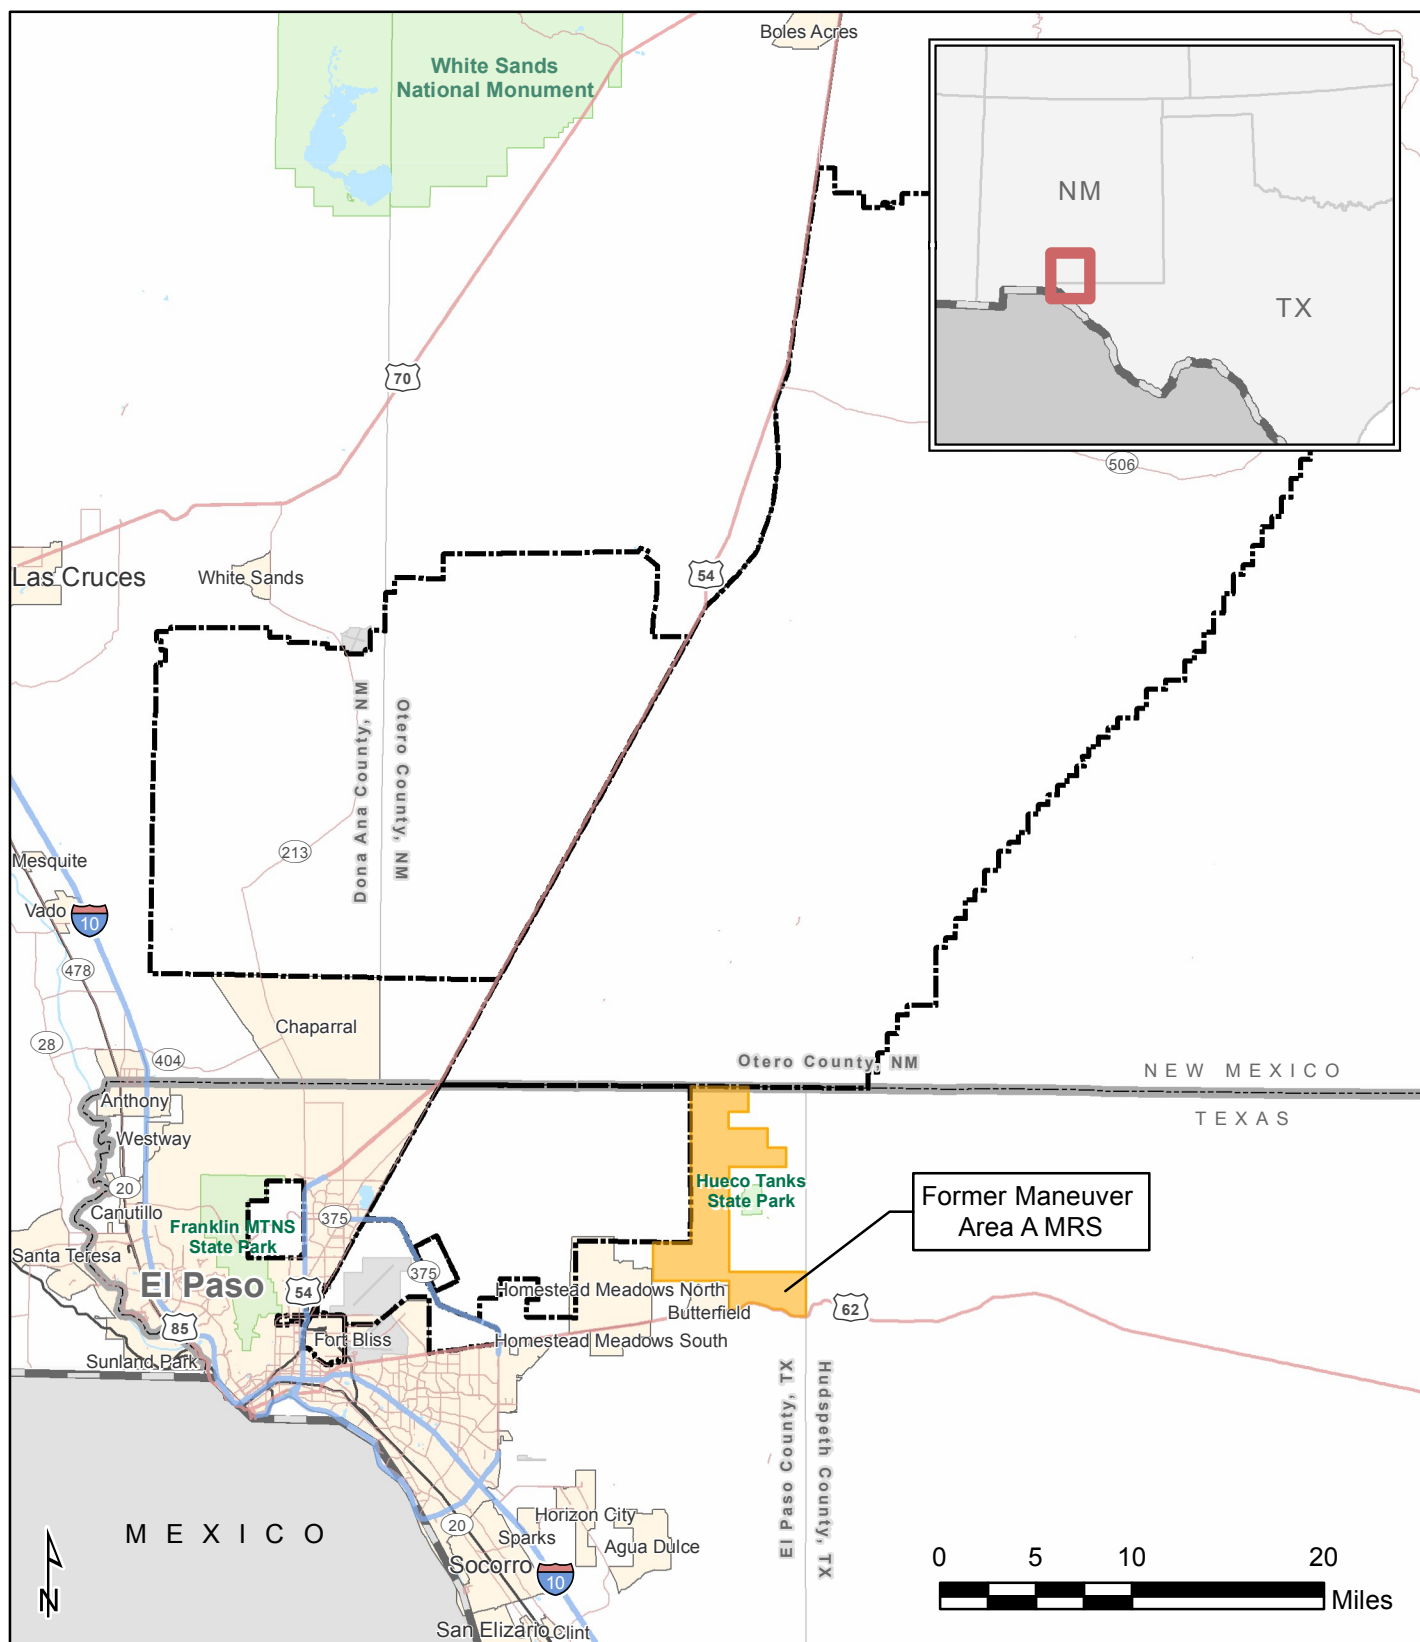 Boles Acres
White Sands
National Monument
NM
TX
70
506
54
Las Cruces
White Sands
Dona Ana County, NM
Otero County, NM
213
Mesquite
Vado
10
478
28
404
Chaparral
Otero County, NM
NEW MEXICO
TEXAS
Anthony
Westway
20
Canutillo
Santa Teresa
Franklin MTNS
State Park
375
375
Hueco Tanks
State Park
Former Maneuver
Area A MRS
El Paso
54
85
Fort Bliss
Sunland Park
Homestead Meadows North
Butterfield
62
Homestead Meadows South
El Paso County, TX
Hudspeth County, TX
MEXICO
N
20
Horizon City
Sparks
Agua Dulce
Socorro
10
San Elizario
Clint
0 5 10 20
Miles